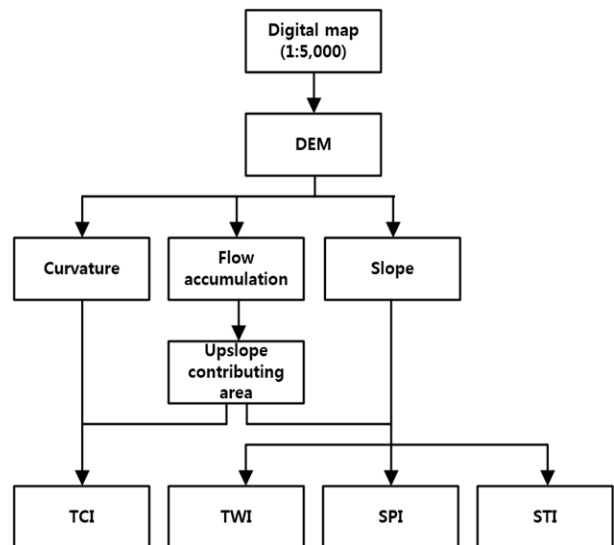 Digital map
(1:5,000)
DEM
Curvature
Flow
accumulation
Slope
Upslope
contributing
area
TCI
TWI
SPI
STI